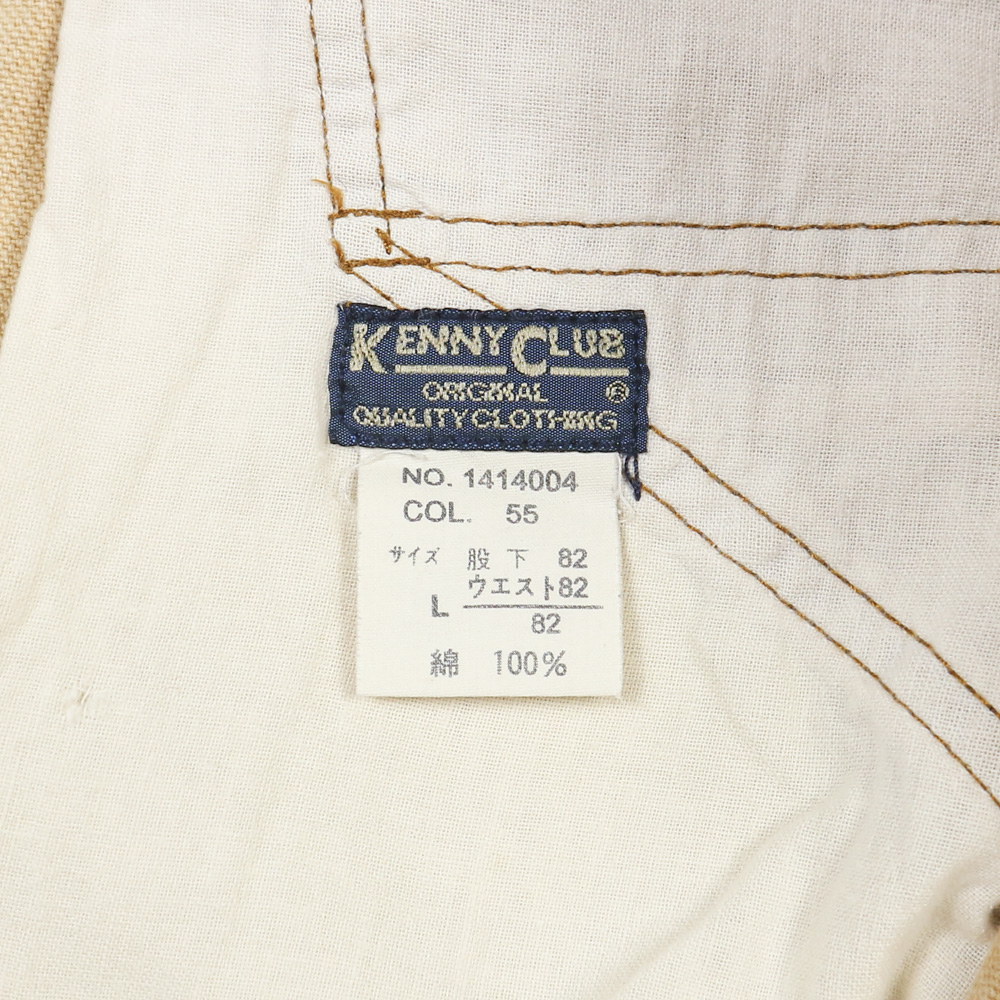 KENNY CLUB
ORIGINAL ®
QUALITY CLOTHING
NO. 1414004
COL. 55
サイズ 股下 82
ウエスト82
L
82
綿 100%